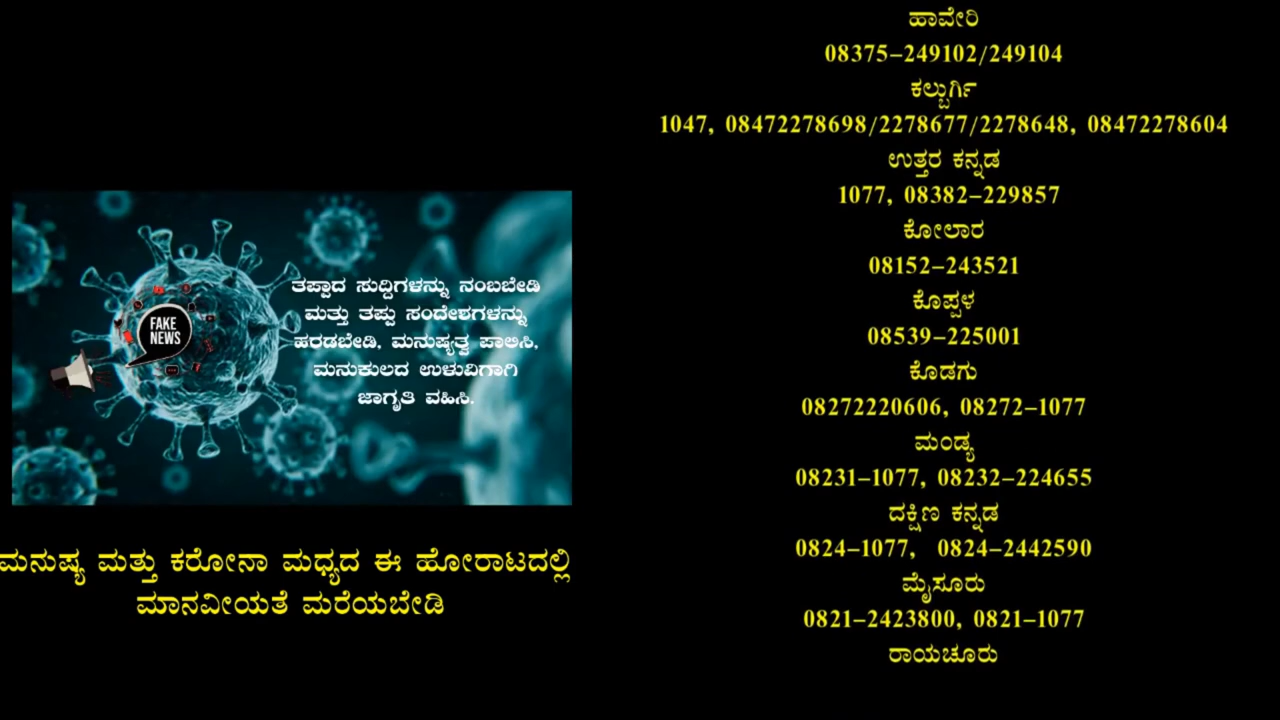 FAKE
NEWS
ತಪ್ಪಾದ ಸುದ್ದಿಗಳನ್ನು ನಂಬಬೇಡಿ
ಮತ್ತು ತಪ್ಪು ಸಂದೇಶಗಳನ್ನು
ಹರಡಬೇಡಿ. ಮನುಷ್ಯತ್ವ ಪಾಲಿಸಿ,
ಮನುಕುಲದ ಉಳುವಿಗಾಗಿ
ಜಾಗೃತಿ ವಹಿಸಿ.
ಮನುಷ್ಯ ಮತ್ತು ಕರೋನಾ ಮಧ್ಯದ ಈ ಹೋರಾಟದಲ್ಲಿ
ಮಾನವೀಯತೆ ಮರೆಯಬೇಡಿ
ಹಾವೇರಿ
08375-249102/249104
ಕಲ್ಬುರ್ಗಿ
1047, 08472278698/2278677/2278648, 08472278604
ಉತ್ತರ ಕನ್ನಡ
1077, 08382-229857
ಕೋಲಾರ
08152-243521
ಕೊಪ್ಪಳ
08539-225001
ಕೊಡಗು
08272220606, 08272-1077
ಮಂಡ್ಯ
08231-1077, 08232-224655
ದಕ್ಷಿಣ ಕನ್ನಡ
0824-1077, 0824-2442590
ಮೈಸೂರು
0821-2423800, 0821-1077
ರಾಯಚೂರು